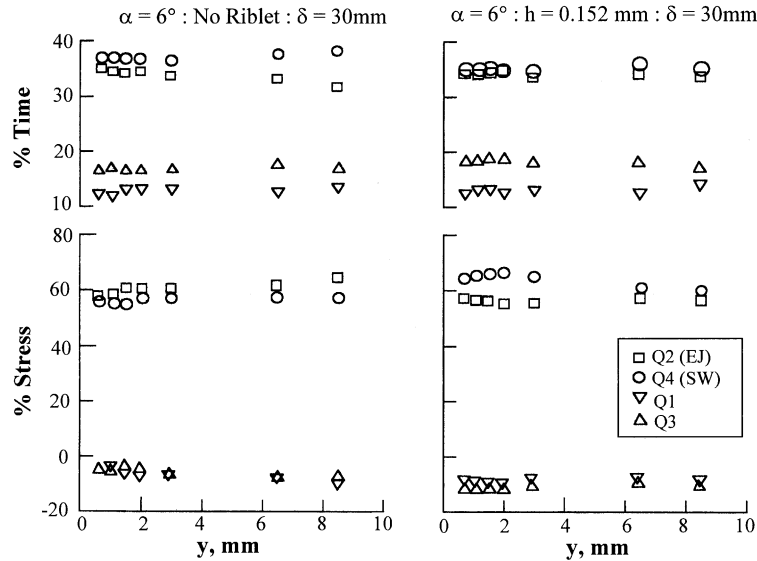 α = 6° : No Riblet : δ = 30mm
α = 6° : h = 0.152 mm : δ = 30mm
% Time
40
30
20
10
% Stress
80
60
40
20
0
-20
0 2 4 6 8 10
y, mm
0 2 4 6 8 10
y, mm
Q2 (EJ)
Q4 (SW)
Q1
Q3